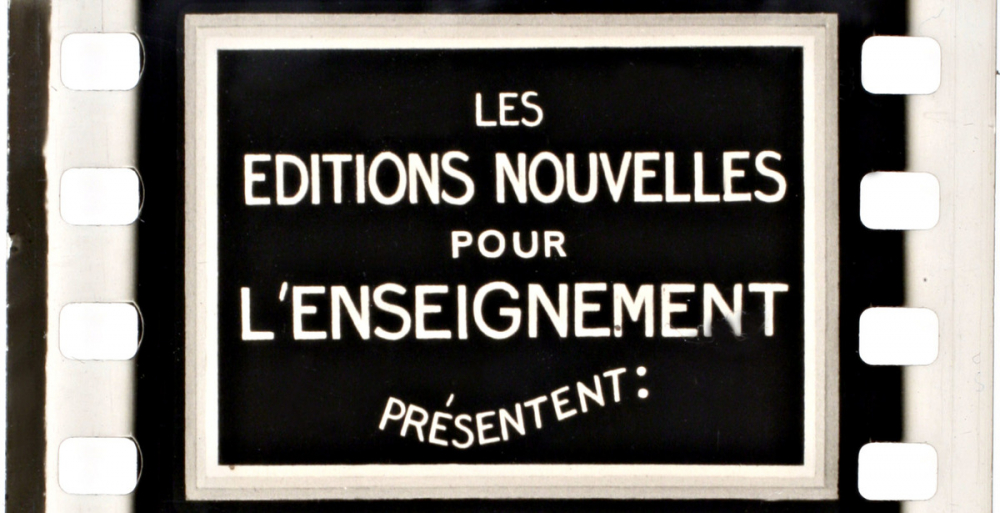 LES
EDITIONS NOUVELLES
POUR
L'ENSEIGNEMENT
PRÉSENTENT: